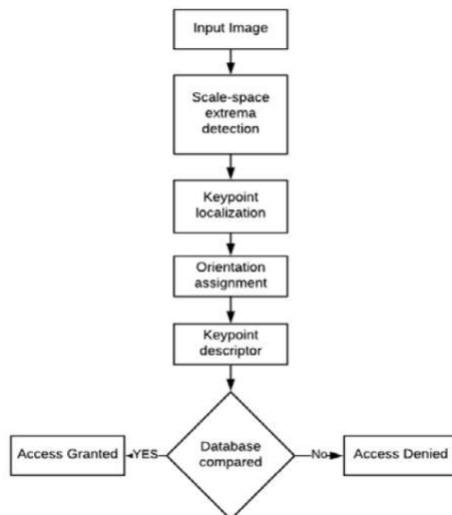 Input Image
Scale-space
extrema
detection
Keypoint
localization
Orientation
assignment
Keypoint
descriptor
Database
compared
Access Granted
YES
No
Access Denied